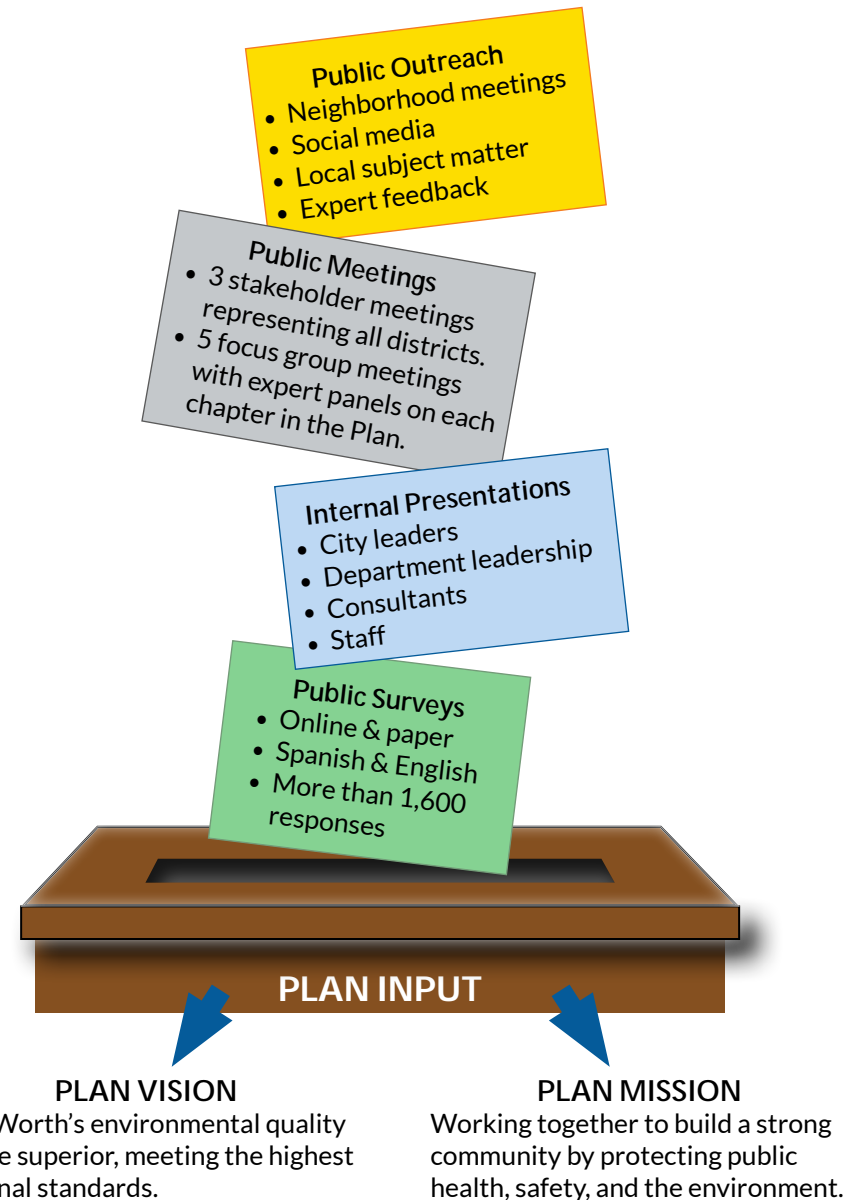 Public Outreach
• Neighborhood meetings
• Social media
• Local subject matter
• Expert feedback
Public Meetings
• 3 stakeholder meetings
representing all districts.
• 5 focus group meetings
with expert panels on each
chapter in the Plan.
Internal Presentations
• City leaders
• Department leadership
• Consultants
• Staff
Public Surveys
• Online & paper
• Spanish & English
• More than 1,600
responses
PLAN INPUT
PLAN VISION
Worth's environmental quality
superior, meeting the highest
standards.
PLAN MISSION
Working together to build a strong
community by protecting public
health, safety, and the environment.